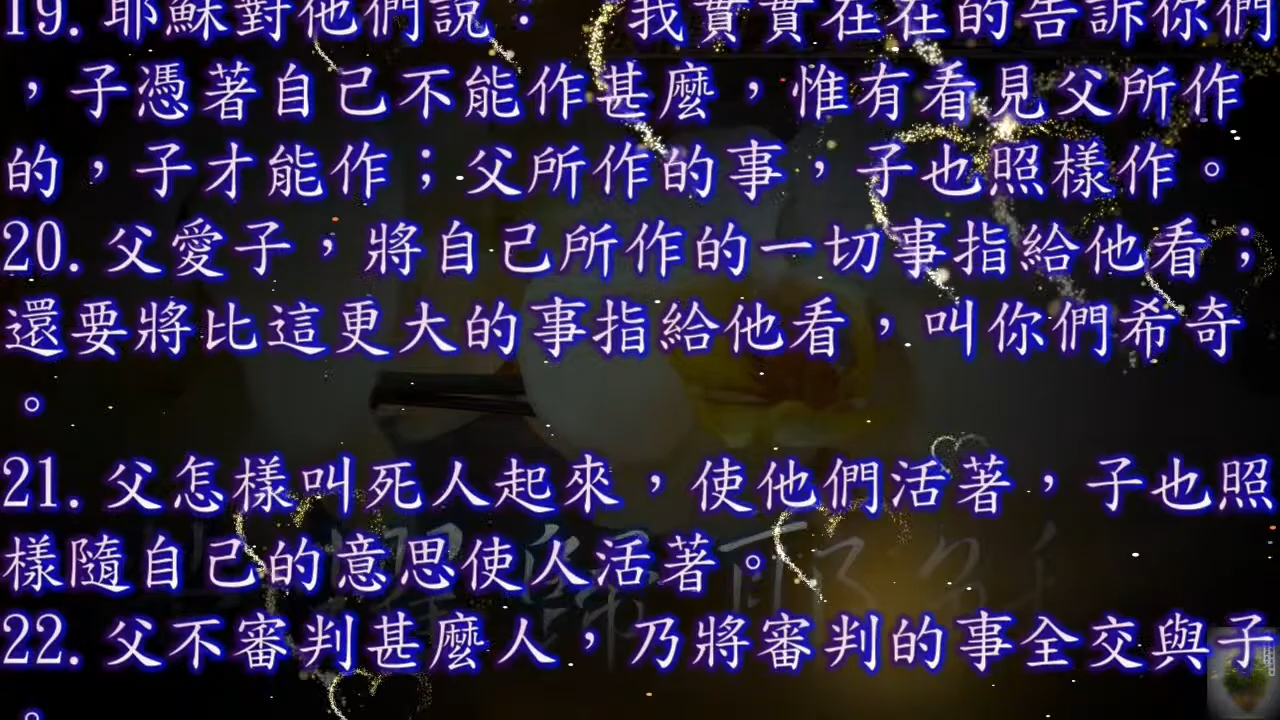 19. 耶穌對他們說：　我實實在在的告訴你們
，子憑著自己不能作甚麼，惟有看見父所作
的，子才能作；父所作的事，子也照樣作。
20. 父愛子，將自己所作的一切事指給他看；
還要將比這更大的事指給他看，叫你們希奇
。
21. 父怎樣叫死人起來，使他們活著，子也照
樣隨自己的意思使人活著。
22. 父不審判甚麼人，乃將審判的事全交與子
。